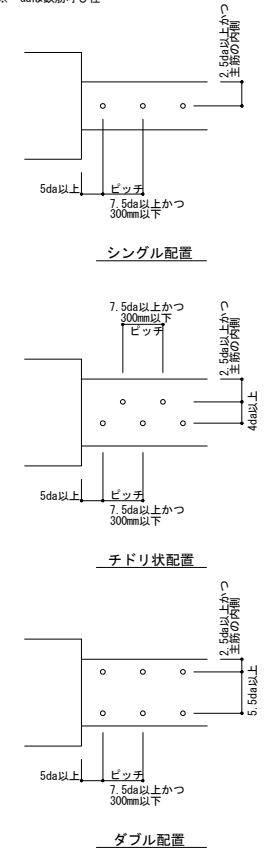 2.5da以上かつ
主筋の内側
5da以上
ピッチ
7.5da以上かつ
300mm以下
シングル配置
7.5da以上かつ
300mm以下
ピッチ
2.5da以上かつ
主筋の内側
4da以上
5da以上
ピッチ
7.5da以上かつ
300mm以下
チドリ状配置
2.5da以上かつ
主筋の内側
5.5da以上
5da以上
ピッチ
7.5da以上かつ
300mm以下
ダブル配置